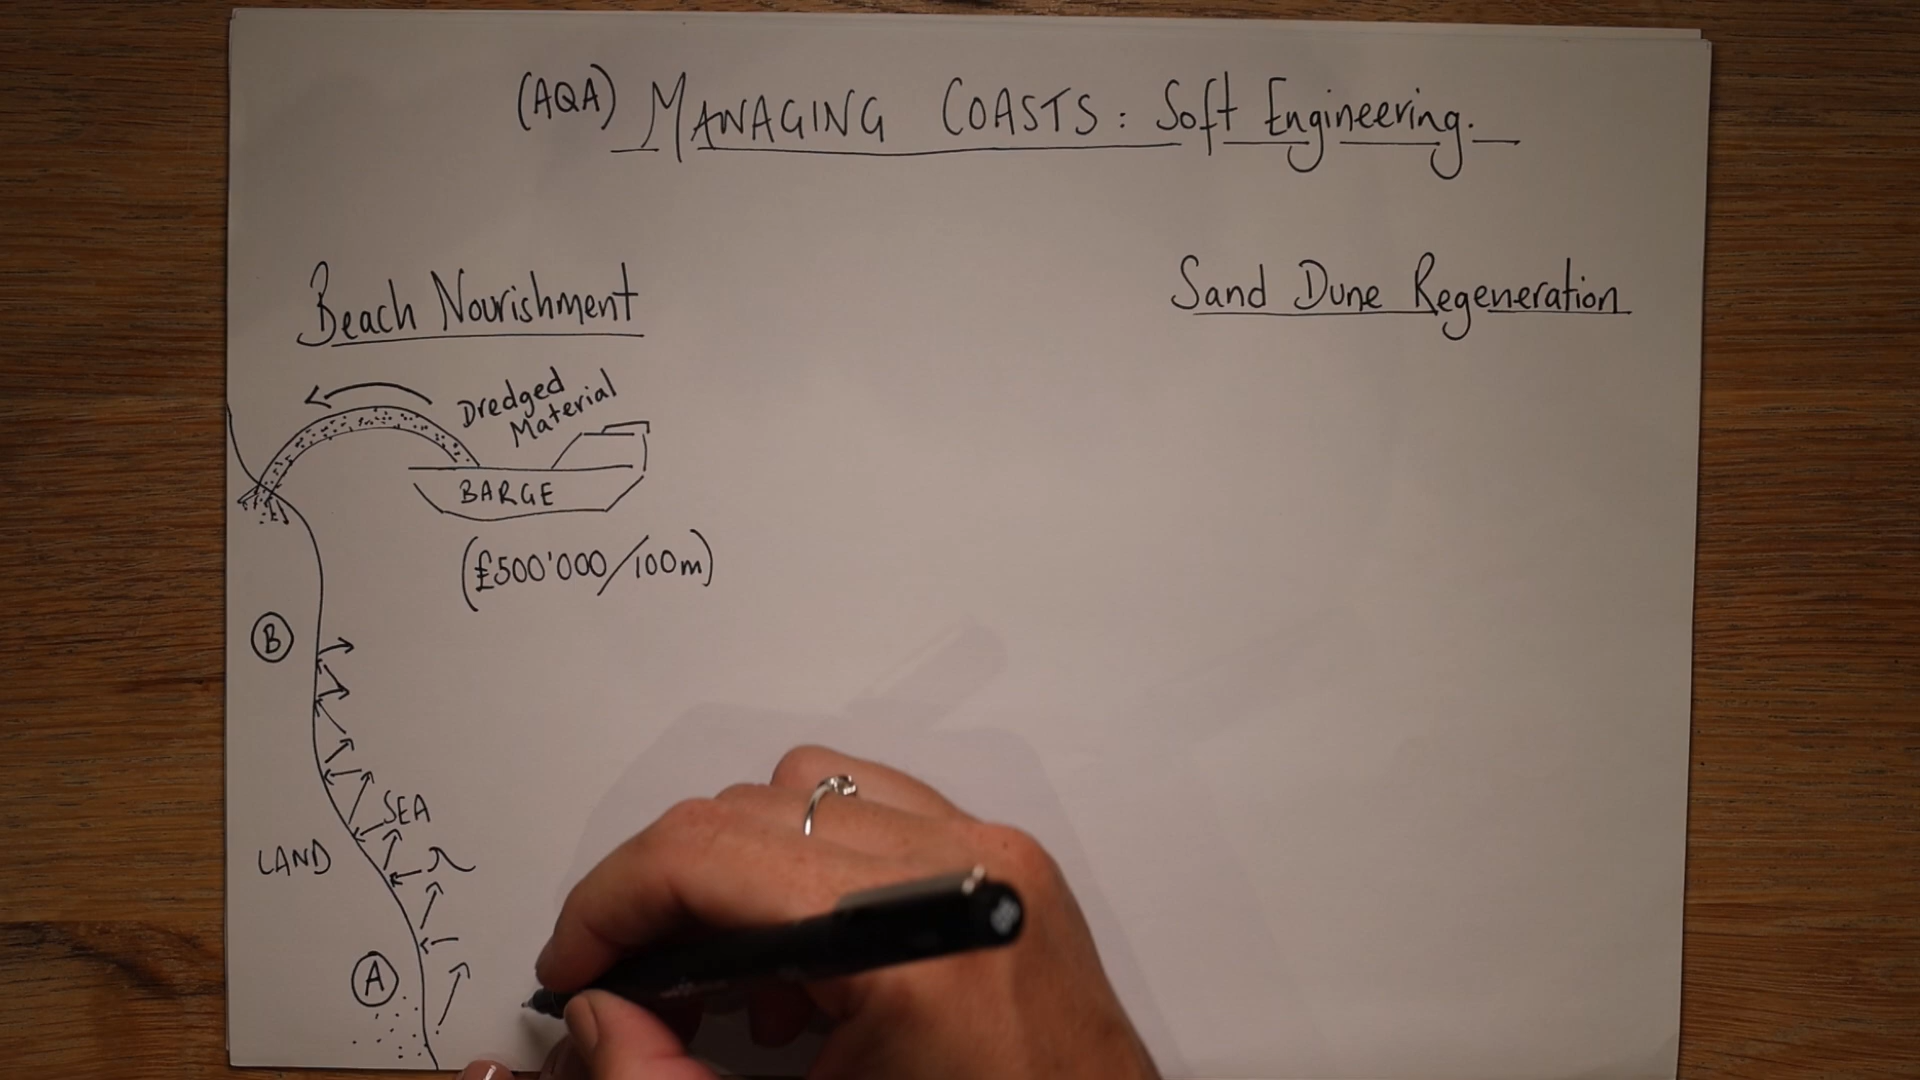 (AQA) MANAGING COASTS: Soft Engineering.
Beach Nourishment
Sand Dune Regeneration
Dredged
Material
BARGE
(£500'000/100m)
B
SEA
LAND
A